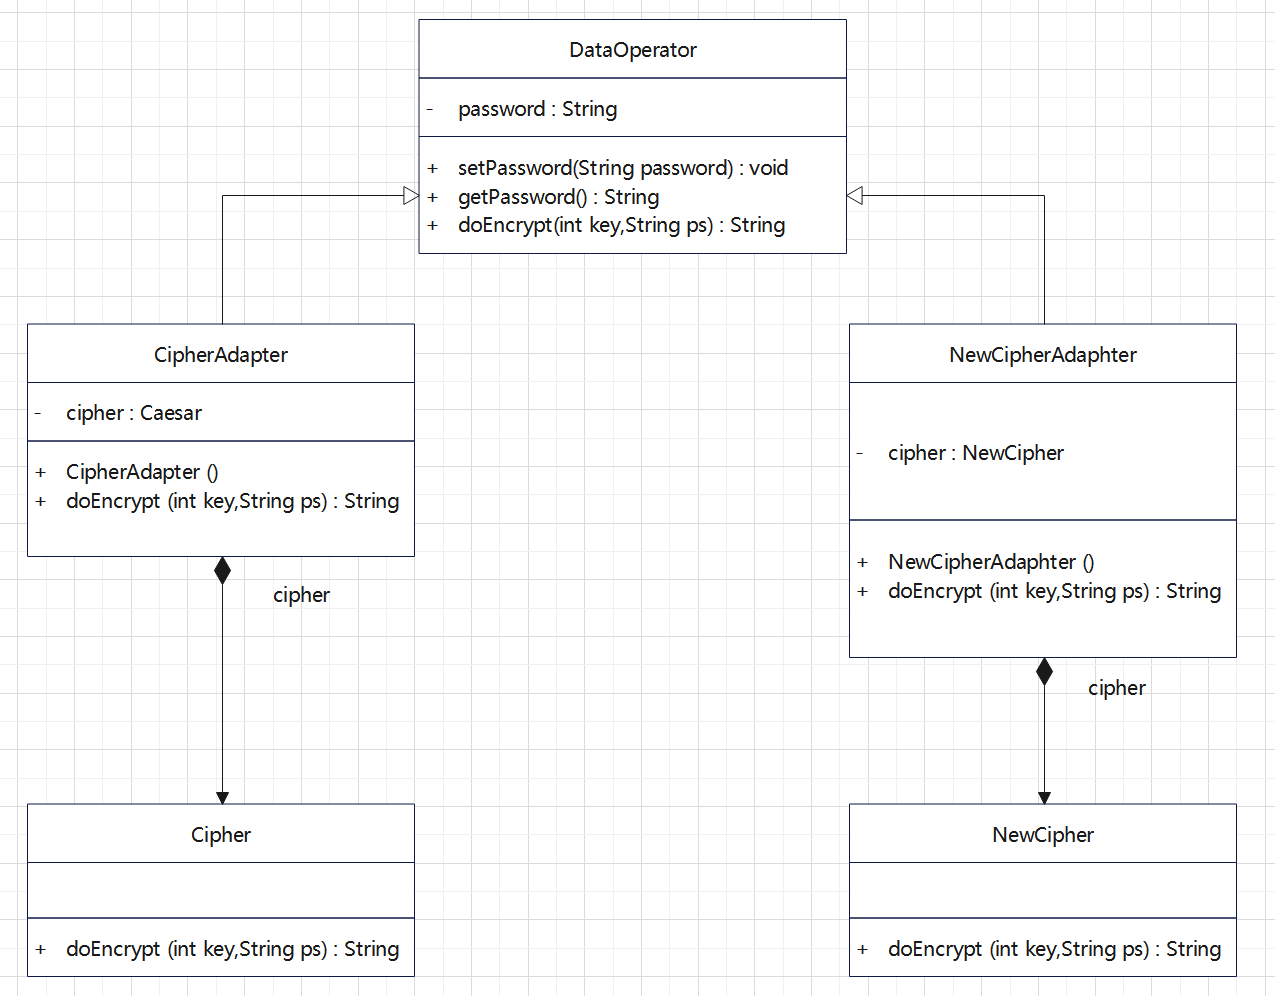 DataOperator
- password : String
+ setPassword(String password) : void
+ getPassword() : String
+ doEncrypt(int key,String ps) : String
CipherAdapter
- cipher : Caesar
+ CipherAdapter ()
+ doEncrypt (int key,String ps) : String
cipher
Cipher
+ doEncrypt (int key,String ps) : String
NewCipherAdaphter
- cipher : NewCipher
+ NewCipherAdaphter ()
+ doEncrypt (int key,String ps) : String
cipher
NewCipher
+ doEncrypt (int key,String ps) : String